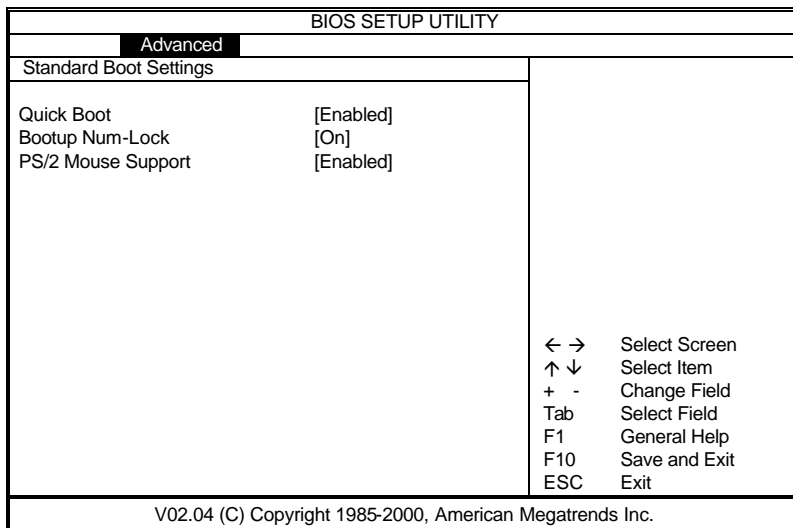 BIOS SETUP UTILITY
Advanced
Standard Boot Settings
Quick Boot [Enabled]
Bootup Num-Lock [On]
PS/2 Mouse Support [Enabled]
← → Select Screen
↑ ↓ Select Item
+ - Change Field
Tab Select Field
F1 General Help
F10 Save and Exit
ESC Exit
V02.04 (C) Copyright 1985-2000, American Megatrends Inc.